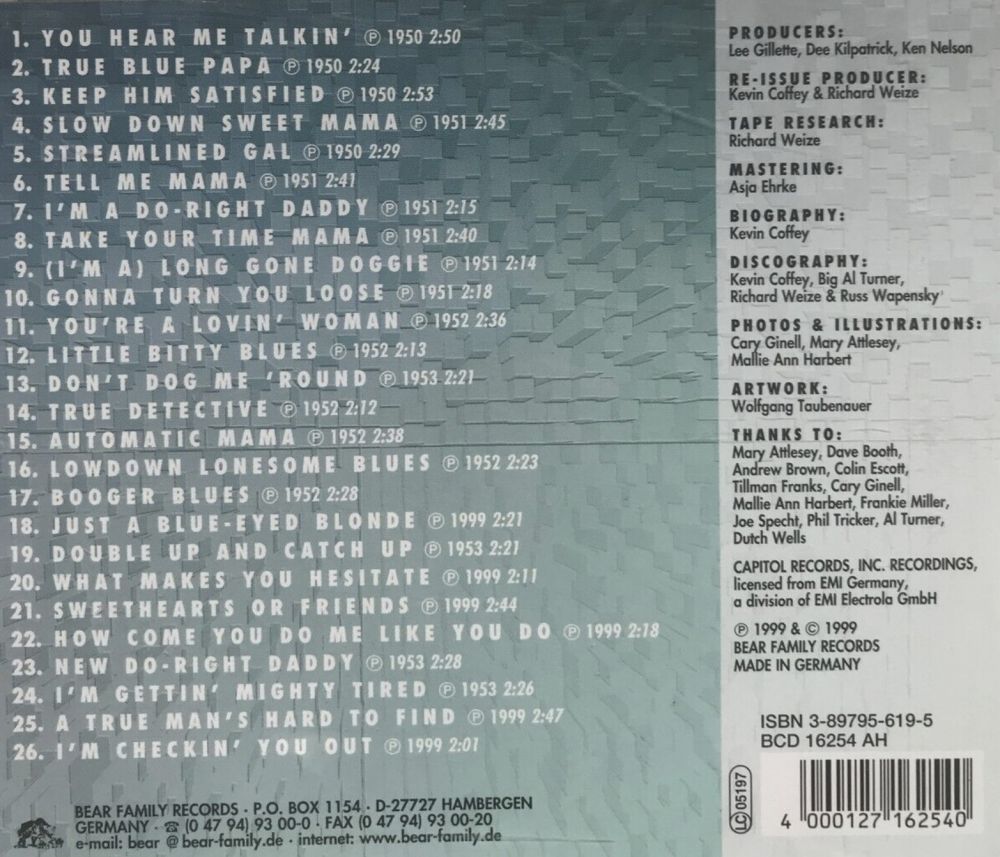 1. YOU HEAR ME TALKIN' ℗ 1950 2:50
2. TRUE BLUE PAPA ℗ 1950 2:24
3. KEEP HIM SATISFIED ℗ 1950 2:53
4. SLOW DOWN SWEET MAMA ℗ 1951 2:45
5. STREAMLINED GAL ℗ 1950 2:29
6. TELL ME MAMA ℗ 1951 2:41
7. I'M A DO-RIGHT DADDY ℗ 1951 2:15
8. TAKE YOUR TIME MAMA ℗ 1951 2:40
9. (I'M A) LONG GONE DOGGIE ℗ 1951 2:14
10. GONNA TURN YOU LOOSE ℗ 1951 2:18
11. YOU'RE A LOVIN' WOMAN ℗ 1952 2:36
12. LITTLE BITTY BLUES ℗ 1952 2:13
13. DON'T DOG ME 'ROUND ℗ 1953 2:21
14. TRUE DETECTIVE ℗ 1952 2:12
15. AUTOMATIC MAMA ℗ 1952 2:38
16. LOWDOWN LONESOME BLUES ℗ 1952 2:23
17. BOOGER BLUES ℗ 1952 2:28
18. JUST A BLUE-EYED BLONDE ℗ 1999 2:21
19. DOUBLE UP AND CATCH UP ℗ 1953 2:21
20. WHAT MAKES YOU HESITATE ℗ 1999 2:11
21. SWEETHEARTS OR FRIENDS ℗ 1999 2:44
22. HOW COME YOU DO ME LIKE YOU DO ℗ 1999 2:18
23. NEW DO-RIGHT DADDY ℗ 1953 2:28
24. I'M GETTIN' MIGHTY TIRED ℗ 1953 2:26
25. A TRUE MAN'S HARD TO FIND ℗ 1999 2:47
26. I'M CHECKIN' YOU OUT ℗ 1999 2:01
BEAR FAMILY RECORDS · P.O. BOX 1154 · D-27727 HAMBERGEN
GERMANY · ☎ (0 47 94) 93 00-0 · FAX (0 47 94) 93 00-20
e-mail: bear @ bear-family.de · internet: www.bear-family.de
PRODUCERS:
Lee Gillette, Dee Kilpatrick, Ken Nelson
RE-ISSUE PRODUCER:
Kevin Coffey & Richard Weize
TAPE RESEARCH:
Richard Weize
MASTERING:
Asja Ehrke
BIOGRAPHY:
Kevin Coffey
DISCOGRAPHY:
Kevin Coffey, Big Al Turner,
Richard Weize & Russ Wapensky
PHOTOS & ILLUSTRATIONS:
Cary Ginell, Mary Attlesey,
Mallie Ann Harbert
ARTWORK:
Wolfgang Taubenauer
THANKS TO:
Mary Attlesey, Dave Booth,
Andrew Brown, Colin Escott,
Tillman Franks, Cary Ginell,
Mallie Ann Harbert, Frankie Miller,
Joe Specht, Phil Tricker, Al Turner,
Dutch Wells
CAPITOL RECORDS, INC. RECORDINGS,
licensed from EMI Germany,
a division of EMI Electrola GmbH
℗ 1999 & © 1999
BEAR FAMILY RECORDS
MADE IN GERMANY
ISBN 3-89795-619-5
BCD 16254 AH
LC 05197
4 000127 162540